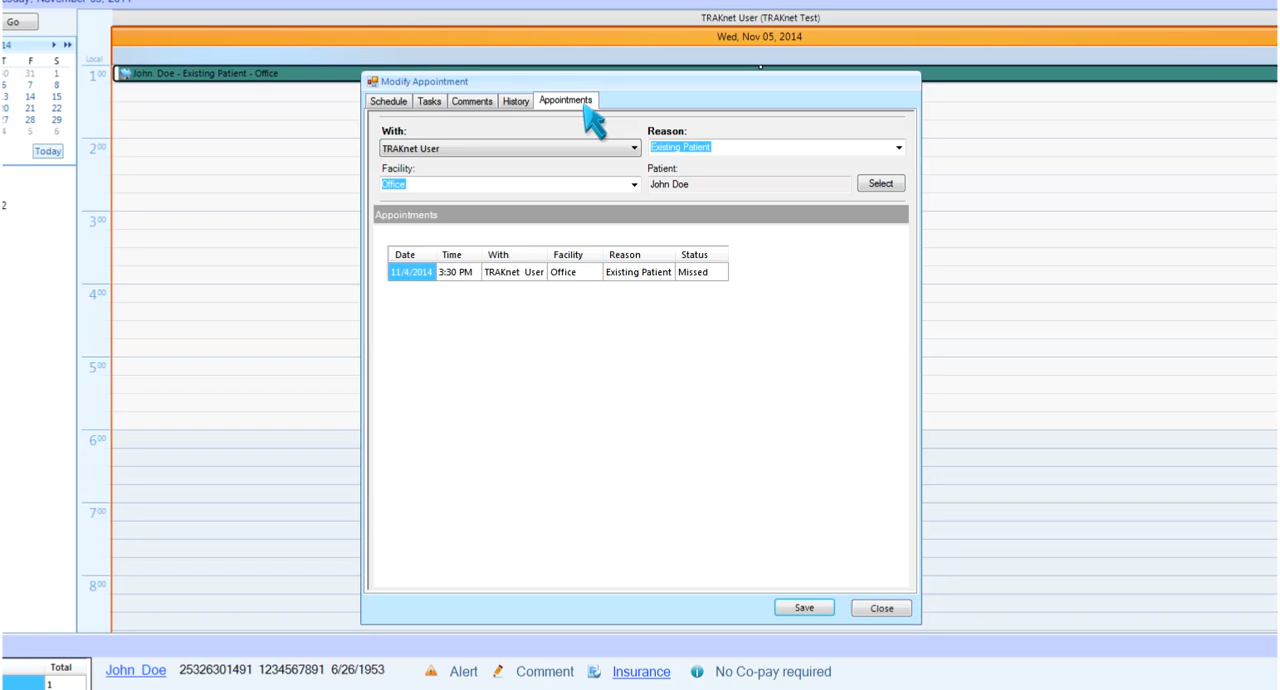 TRAKnet User (TRAKnet Test)
Go
Wed, Nov 05, 2014
14
Local
T F S
31 1
7 8
14 15
21 22
28 29
4 5 6
Today
2
1 00
John Doe - Existing Patient - Office
2 00
3 00
4 00
5 00
6 00
7 00
8 00
Modify Appointment
Schedule Tasks Comments History Appointments
With: Reason:
TRAKnet User Existing Patient
Facility: Patient:
Office John Doe Select
Appointments
Date Time With Facility Reason Status
11/4/2014 3:30 PM TRAKnet User Office Existing Patient Missed
Save Close
Total
1
John Doe 25326301491 1234567891 6/26/1953 Alert Comment Insurance No Co-pay required